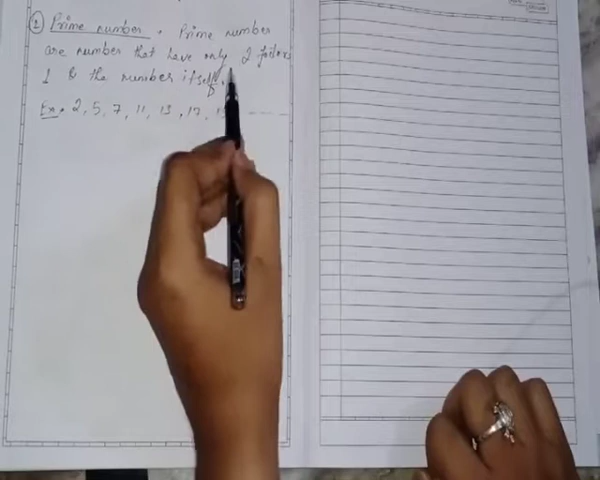 1 Prime number. Prime number
are number that have only 2 factors
1 & the number itself.
Ex. 2, 5, 7, 11, 13, 17,